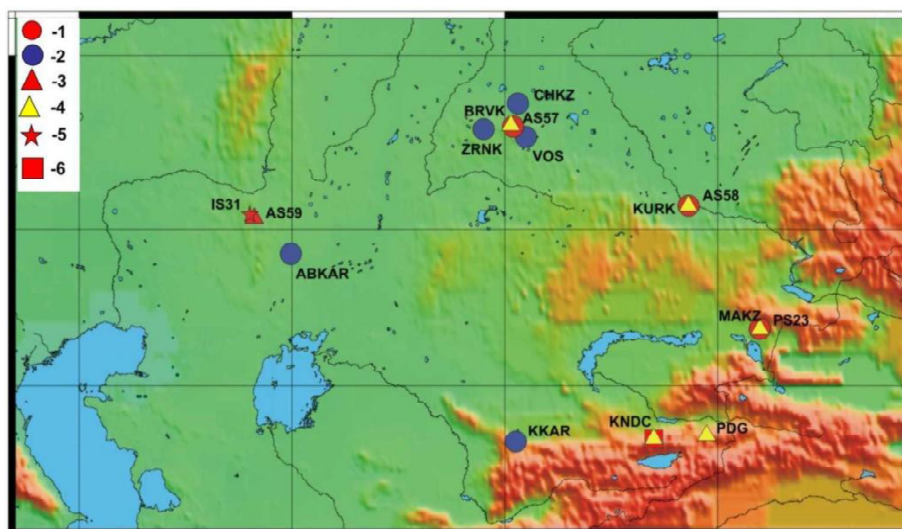 -1
-2
-3
-4
-5
-6
CHKZ
BRVK AS57
ZRNK VOS
IS31 AS59
KURK AS58
ABKAR
MAKZ PS23
KNDC PDG
KKAR